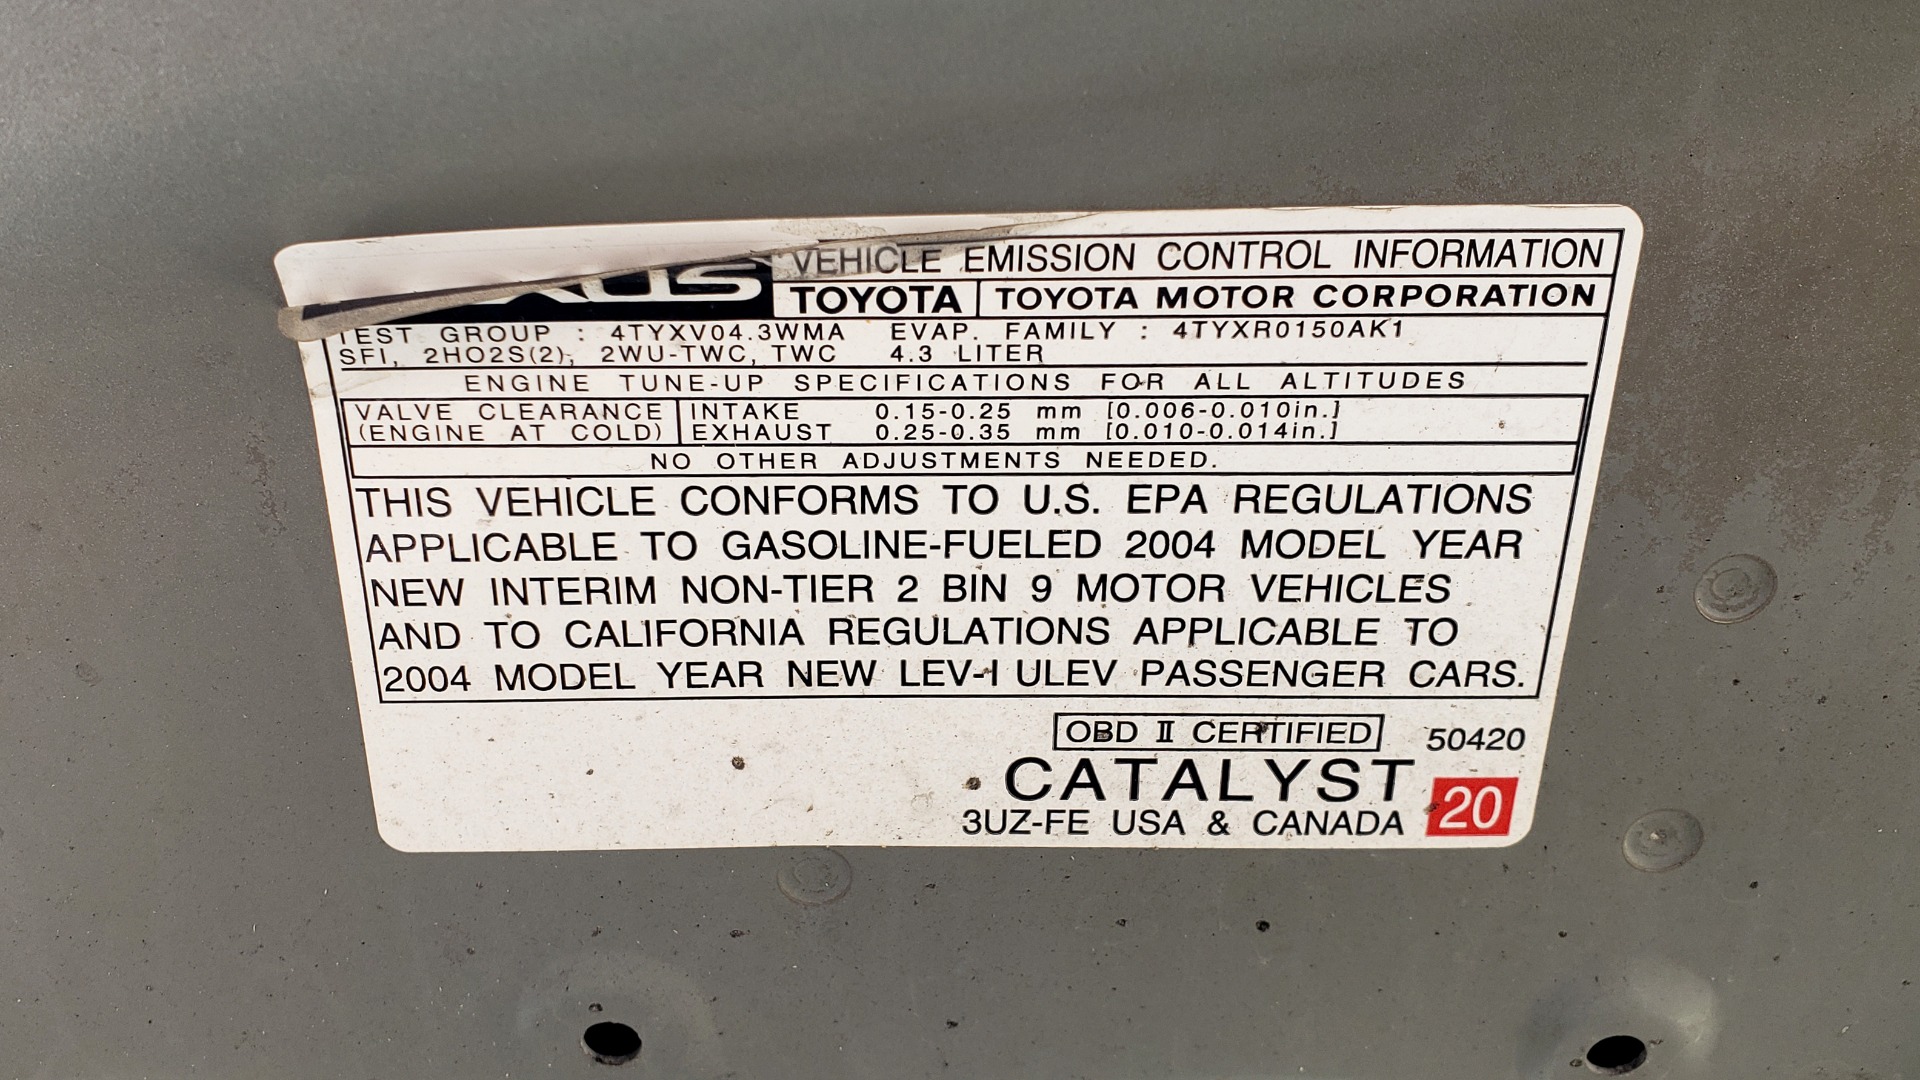 VEHICLE EMISSION CONTROL INFORMATION
TOYOTA TOYOTA MOTOR CORPORATION
TEST GROUP : 4TYXV04.3WMA EVAP. FAMILY : 4TYXR0150AK1
SFI, 2HO2S(2), 2WU-TWC, TWC 4.3 LITER
ENGINE TUNE-UP SPECIFICATIONS FOR ALL ALTITUDES
VALVE CLEARANCE INTAKE 0.15-0.25 mm [0.006-0.010in.]
(ENGINE AT COLD) EXHAUST 0.25-0.35 mm [0.010-0.014in.]
NO OTHER ADJUSTMENTS NEEDED.
THIS VEHICLE CONFORMS TO U.S. EPA REGULATIONS
APPLICABLE TO GASOLINE-FUELED 2004 MODEL YEAR
NEW INTERIM NON-TIER 2 BIN 9 MOTOR VEHICLES
AND TO CALIFORNIA REGULATIONS APPLICABLE TO
2004 MODEL YEAR NEW LEV-I ULEV PASSENGER CARS.
OBD II CERTIFIED 50420
CATALYST
3UZ-FE USA & CANADA 20